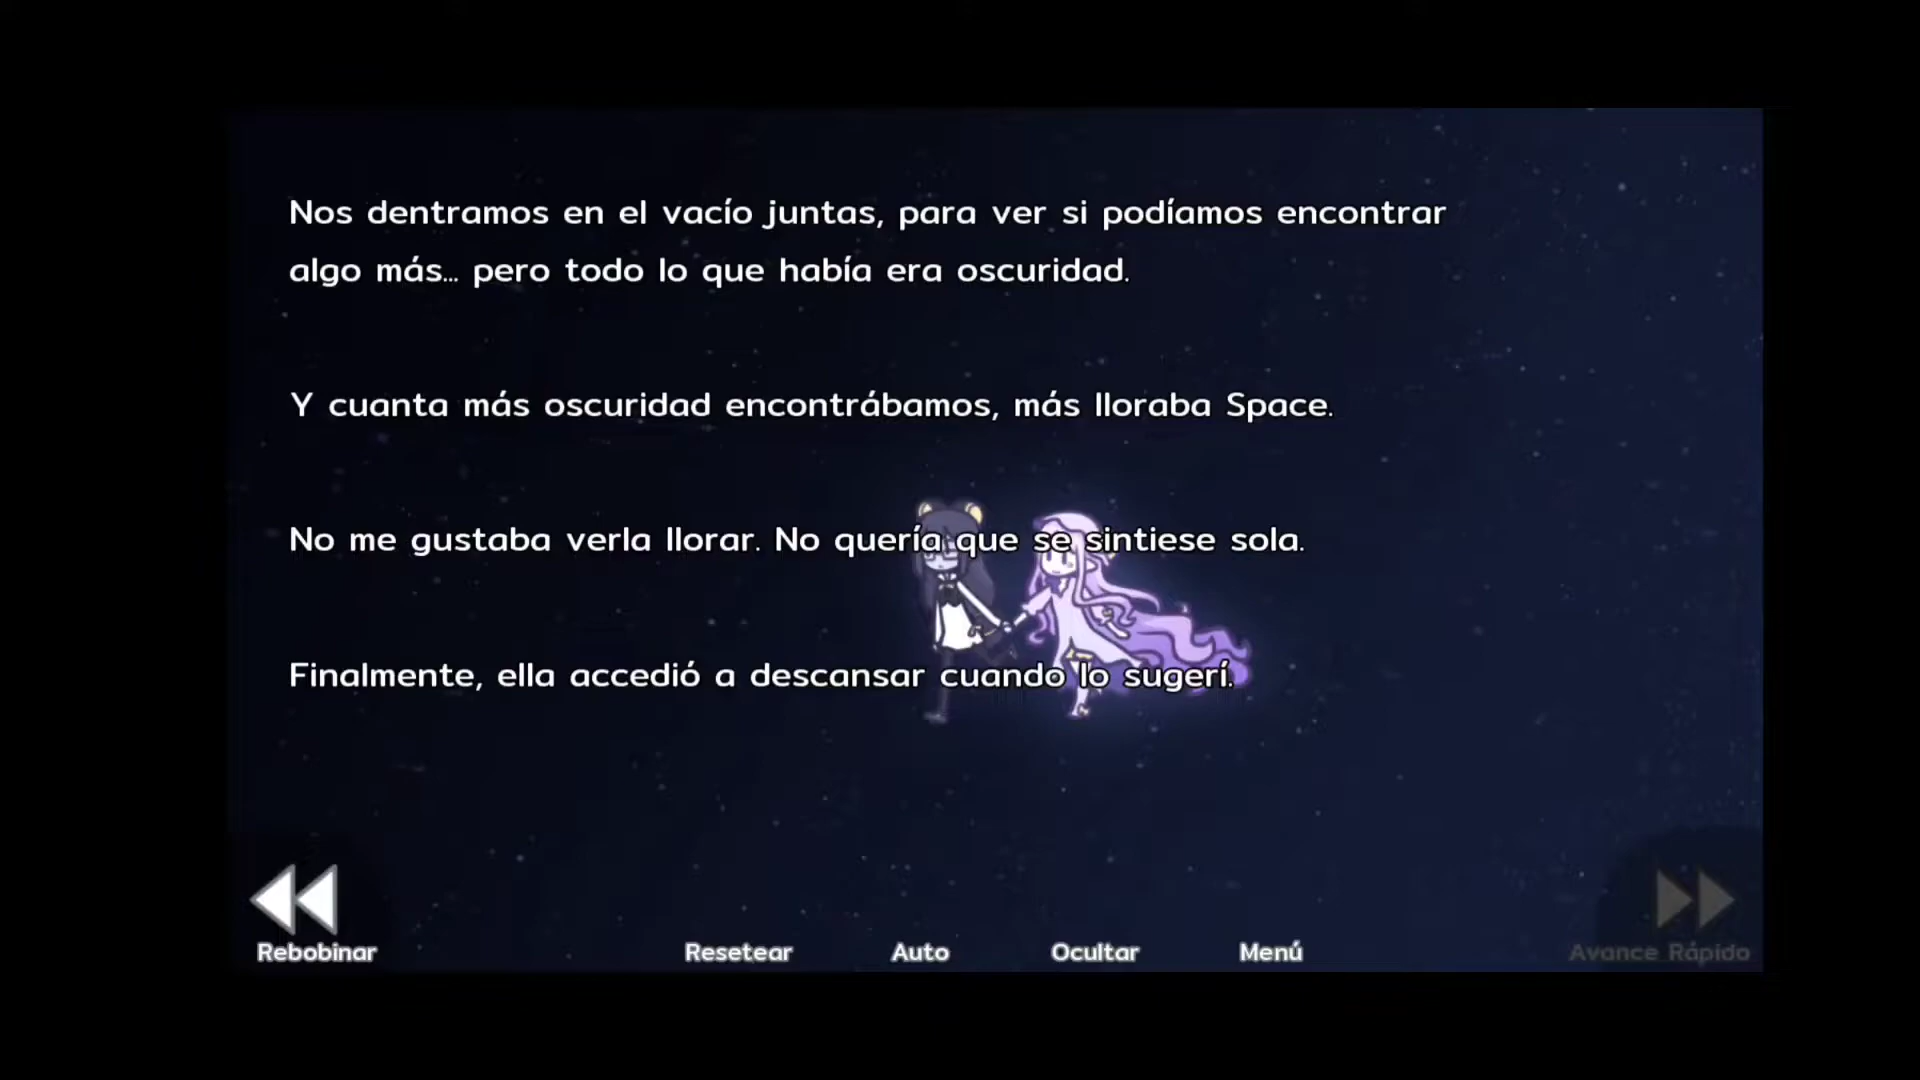 Nos dentramos en el vacío juntas, para ver si podíamos encontrar
algo más... pero todo lo que había era oscuridad.
Y cuanta más oscuridad encontrábamos, más lloraba Space.
No me gustaba verla llorar. No quería que se sintiese sola.
Finalmente, ella accedió a descansar cuando lo sugerí.
Rebobinar
Resetear
Auto
Ocultar
Menú
Avance Rápido